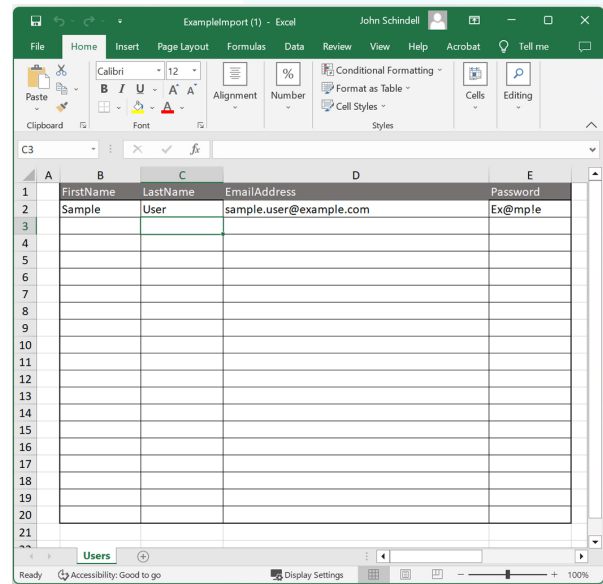 ExampleImport (1) - Excel John Schindell
File Home Insert Page Layout Formulas Data Review View Help Acrobat Tell me
Paste
Clipboard
Calibri 12
B I U A A
A
Font
Alignment
%
Number
Conditional Formatting
Format as Table
Cell Styles
Styles
Cells
Editing
C3 fx
A B C D E
1 FirstName LastName EmailAddress Password
2 Sample User sample.user@example.com Ex@mp!e
3
4
5
6
7
8
9
10
11
12
13
14
15
16
17
18
19
20
21
22
Users
Ready Accessibility: Good to go Display Settings 100%